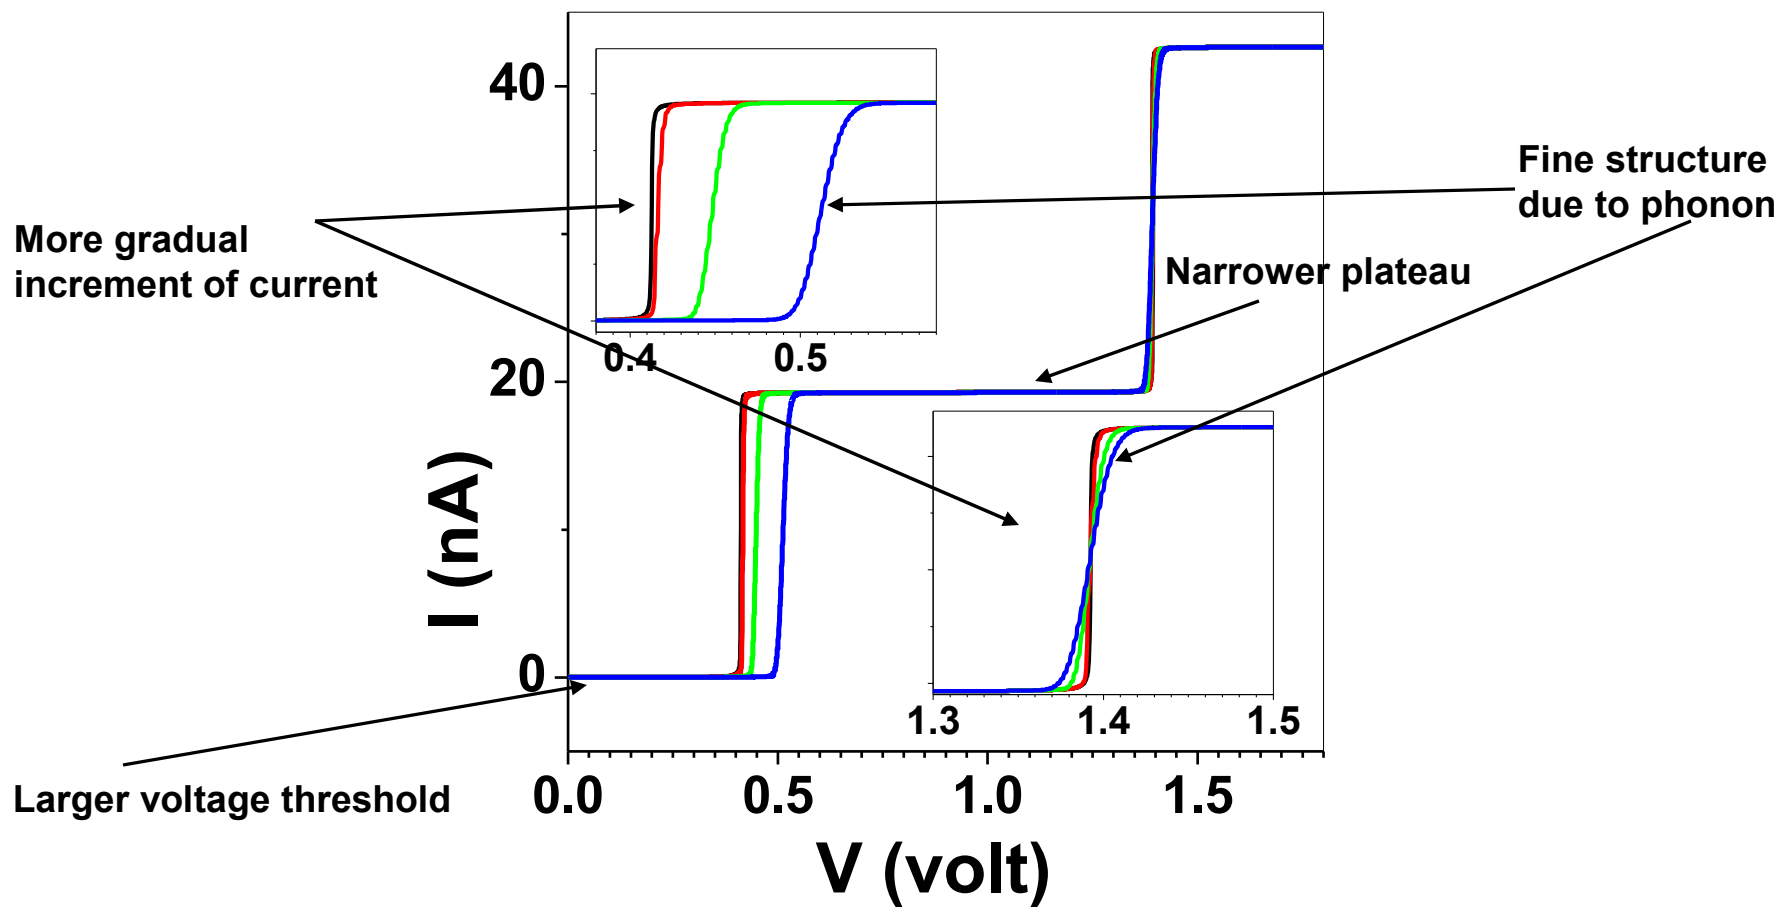 40
20
0
I (nA)
0.4
0.5
Fine structure
due to phonon
More gradual
increment of current
Narrower plateau
1.3
1.4
1.5
Larger voltage threshold
0.0
0.5
1.0
1.5
V (volt)